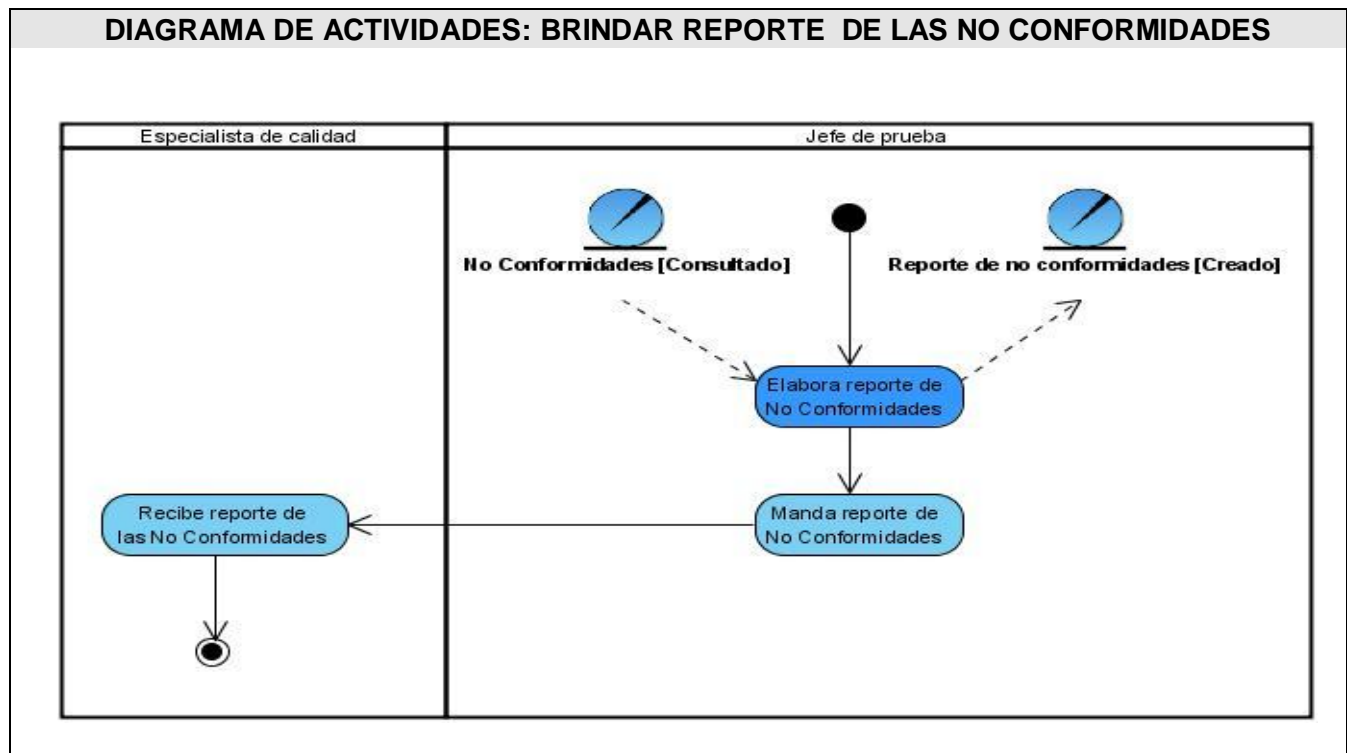 DIAGRAMA DE ACTIVIDADES: BRINDAR REPORTE DE LAS NO CONFORMIDADES
Especialista de calidad
Jefe de prueba
No Conformidades [Consultado]
Reporte de no conformidades [Creado]
Elabora reporte de
No Conformidades
Recibe reporte de
las No Conformidades
Manda reporte de
No Conformidades